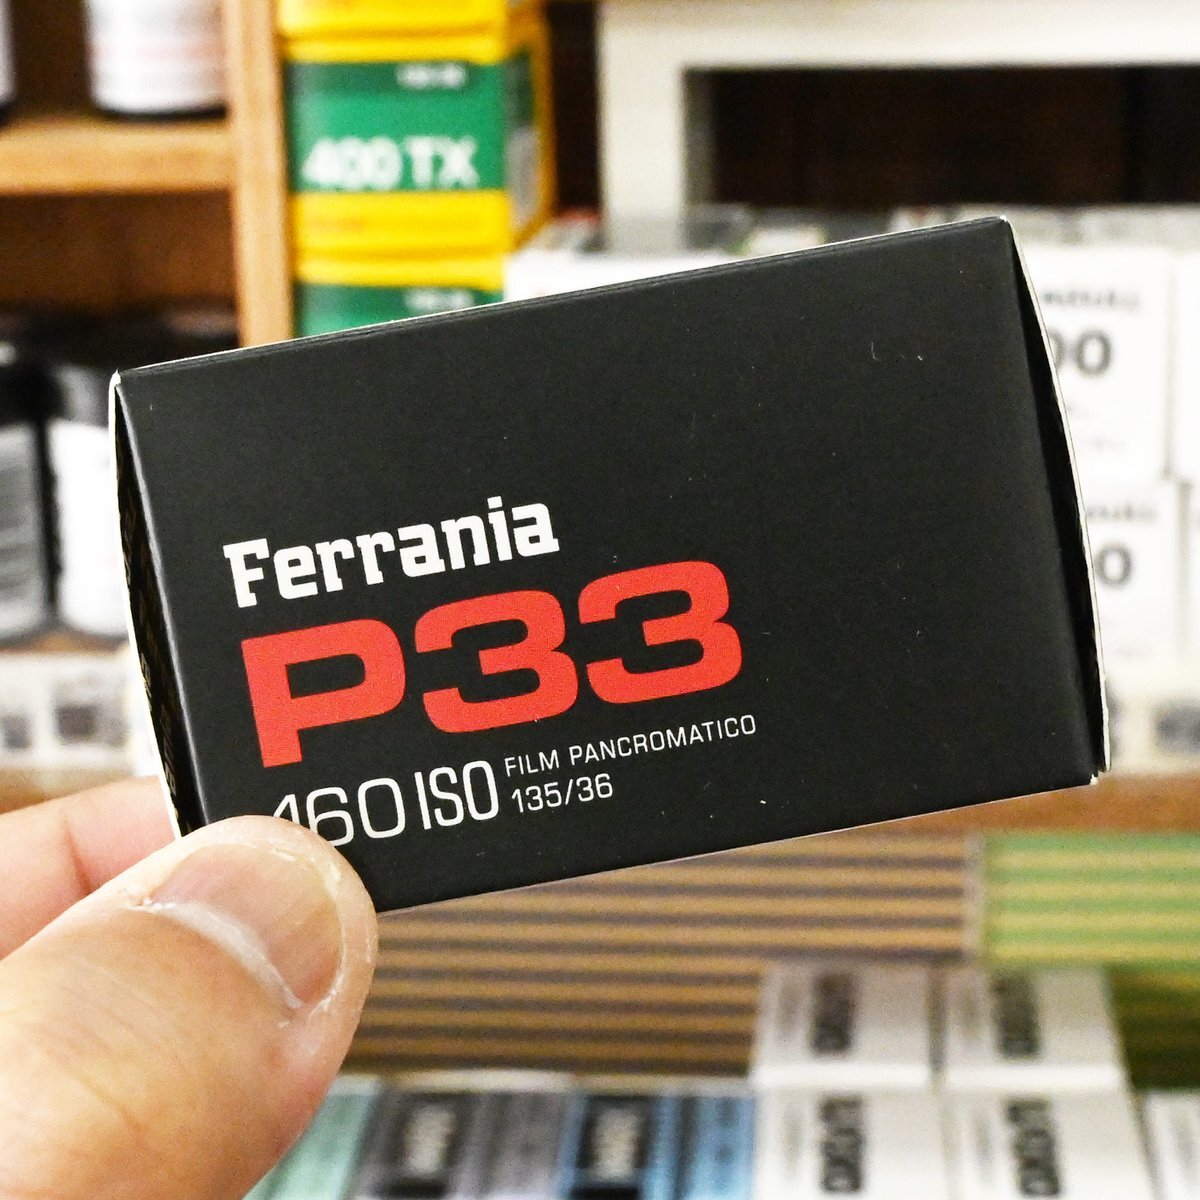 400 TX
Ferrania
P33
160 ISO
FILM PANCROMATICO
135/36